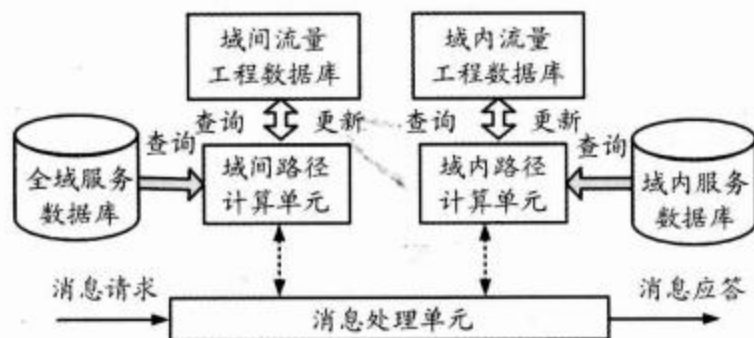 域间流量
工程数据库
域内流量
工程数据库
查询
更新
查询
更新
全域服务
数据库
查询
域间路径
计算单元
域内路径
计算单元
查询
域内服务
数据库
消息请求
消息处理单元
消息应答